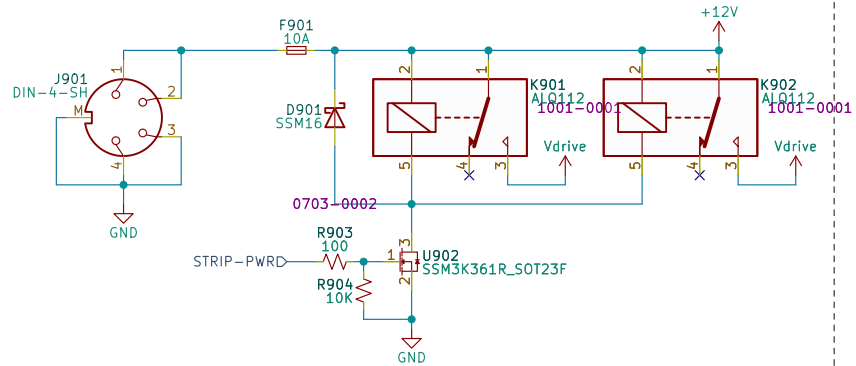 +12V
F901
10A
J901
DIN-4-SH
1
2
M
3
4
GND
D901
SSM16
2
1
K901
ALQ112
1001-0001
5
4
3
Vdrive
2
1
K902
ALQ112
1001-0001
5
4
3
Vdrive
0703-0002
STRIP-PWR
R903
100
R904
10K
3
1
2
U902
SSM3K361R_SOT23F
GND